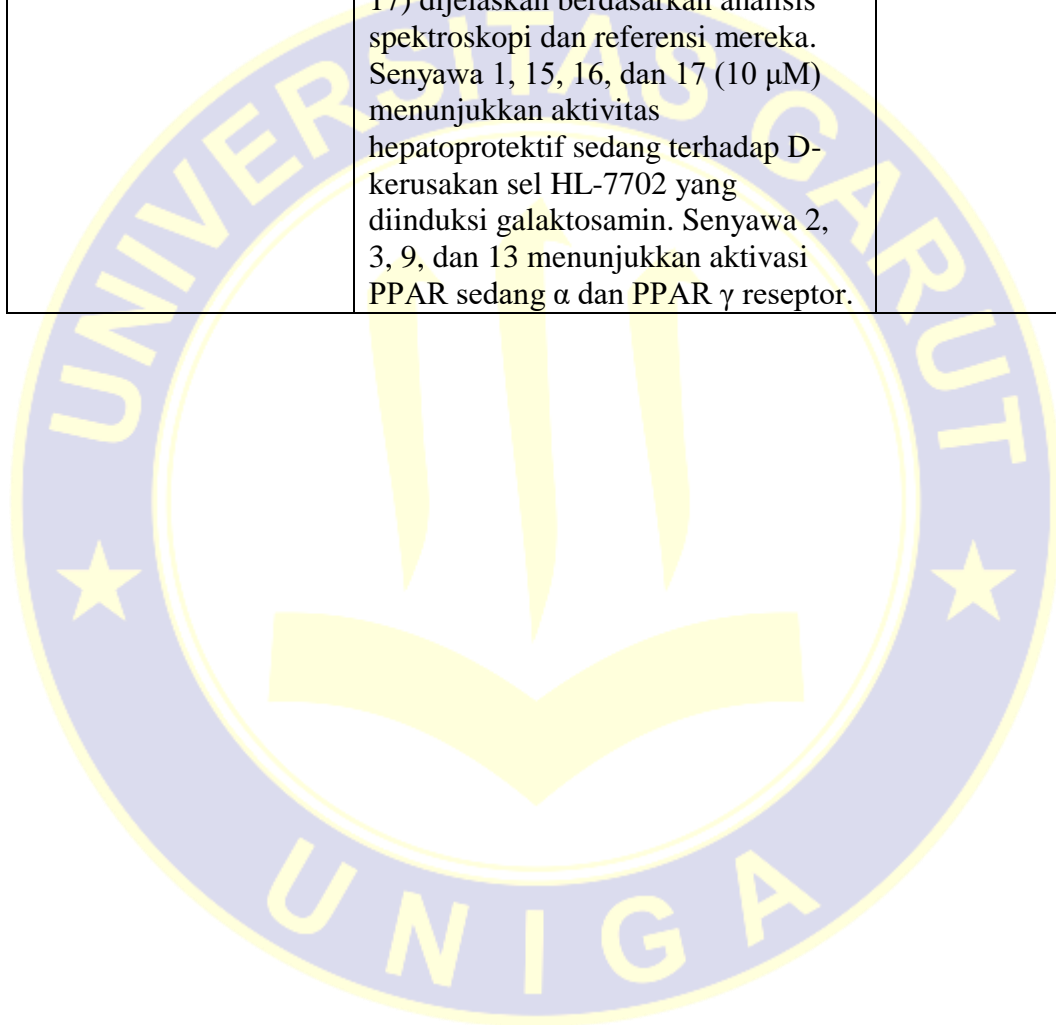 17) dijelaskan berdasarkan analisis
spektroskopi dan referensi mereka.
Senyawa 1, 15, 16, dan 17 (10 μM)
menunjukkan aktivitas
hepatoprotektif sedang terhadap D-
kerusakan sel HL-7702 yang
diinduksi galaktosamin. Senyawa 2,
3, 9, dan 13 menunjukkan aktivasi
PPAR sedang α dan PPAR γ reseptor.
UNIVERSITAS GARUT
UNIGA